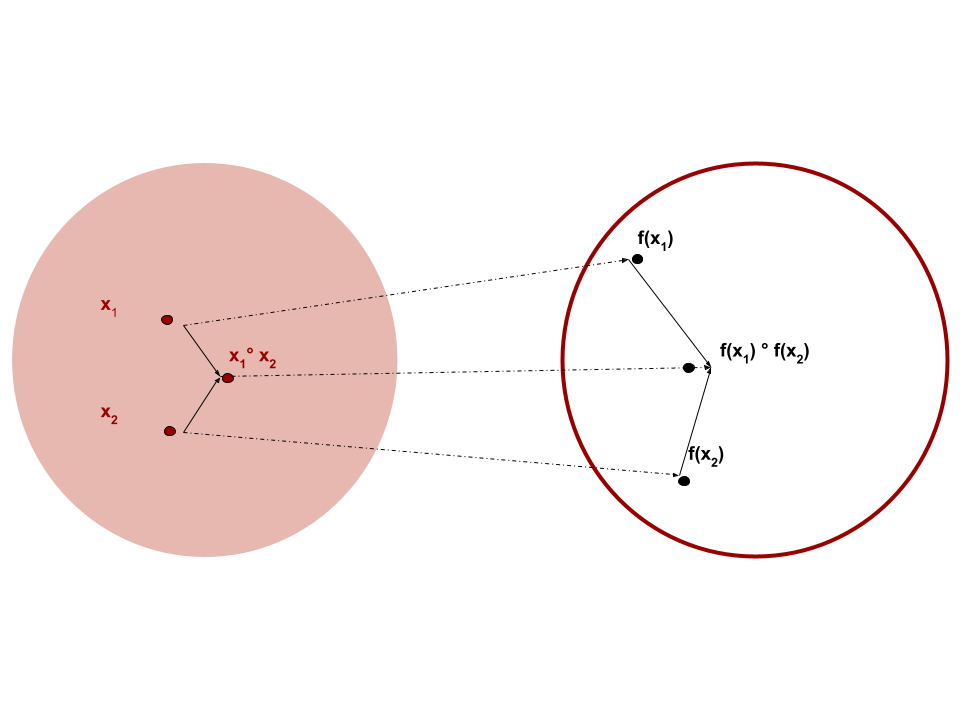 f(x₁)
x₁
x₁° x₂
f(x₁) ° f(x₂)
x₂
f(x₂)